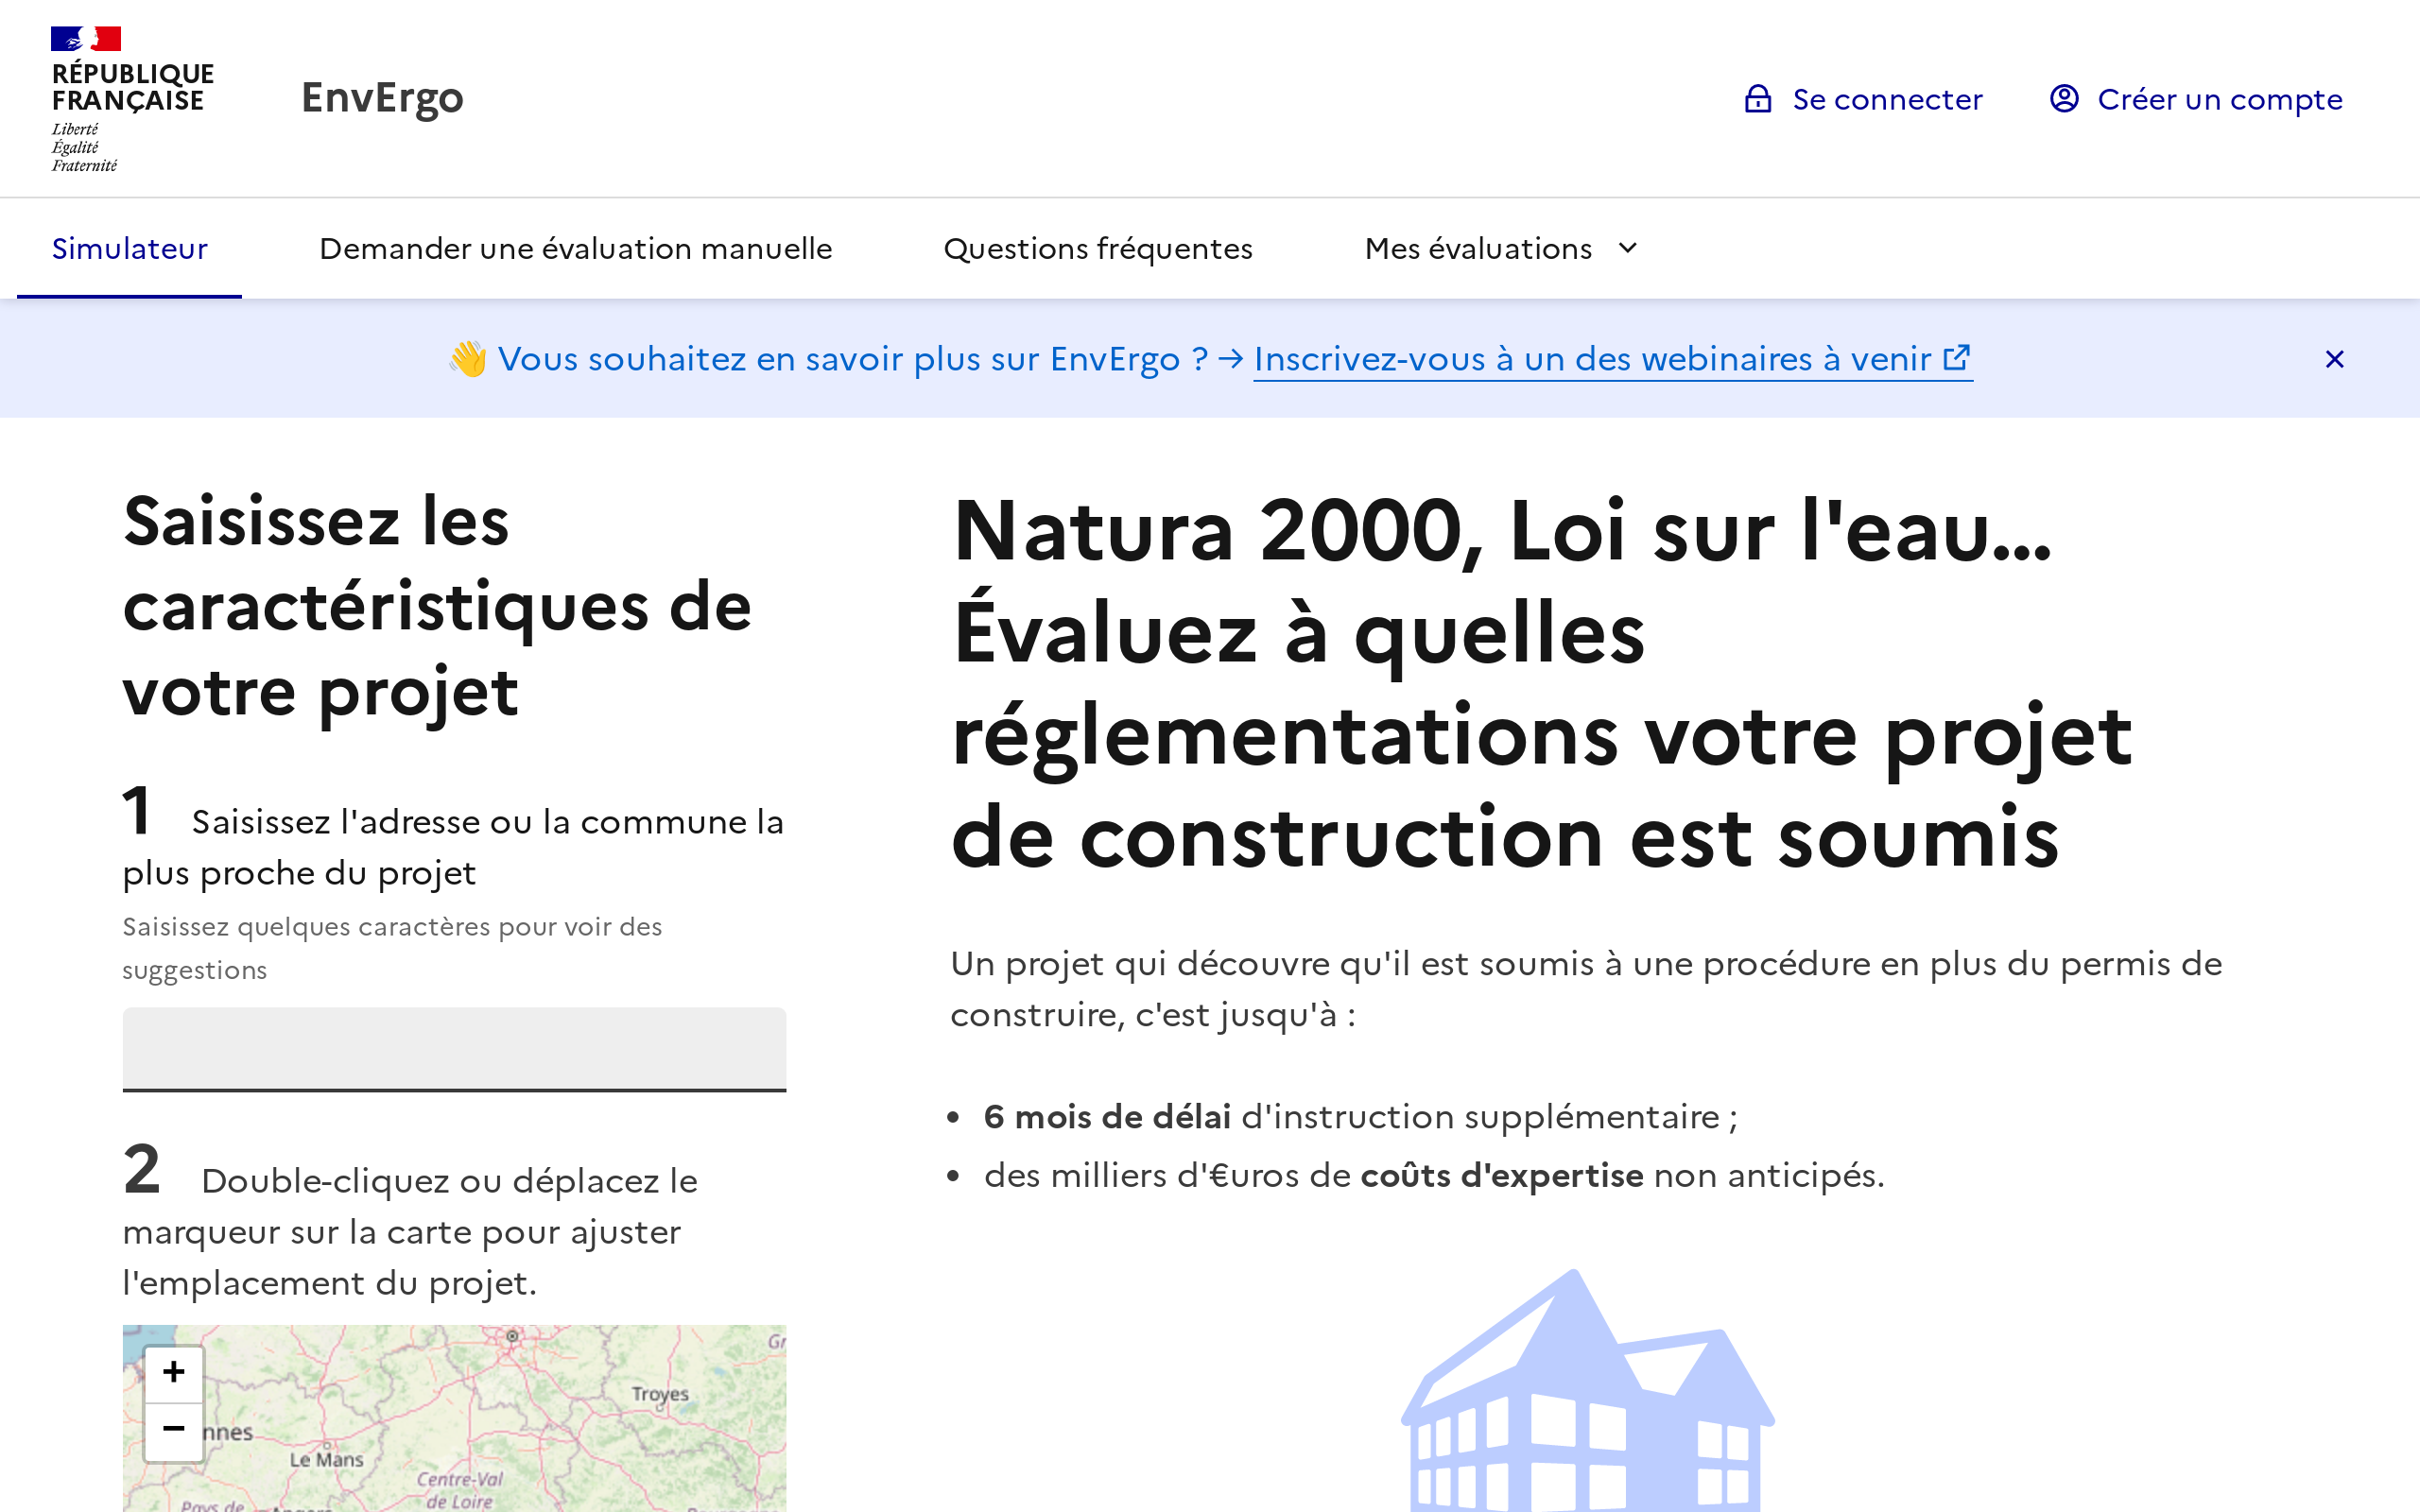 RÉPUBLIQUE
FRANÇAISE
Liberté
Égalité
Fraternité
EnvErgo
Se connecter
Créer un compte
Simulateur
Demander une évaluation manuelle
Questions fréquentes
Mes évaluations
👋 Vous souhaitez en savoir plus sur EnvErgo ? → Inscrivez-vous à un des webinaires à venir
Saisissez les
caractéristiques de
votre projet
1 Saisissez l'adresse ou la commune la
plus proche du projet
Saisissez quelques caractères pour voir des
suggestions
2 Double-cliquez ou déplacez le
marqueur sur la carte pour ajuster
l'emplacement du projet.
+
−
Troyes
nnes
Le Mans
Centre-Val
de Loire
Pays de
Natura 2000, Loi sur l'eau…
Évaluez à quelles
réglementations votre projet
de construction est soumis
Un projet qui découvre qu'il est soumis à une procédure en plus du permis de
construire, c'est jusqu'à :
• 6 mois de délai d'instruction supplémentaire ;
• des milliers d'€uros de coûts d'expertise non anticipés.